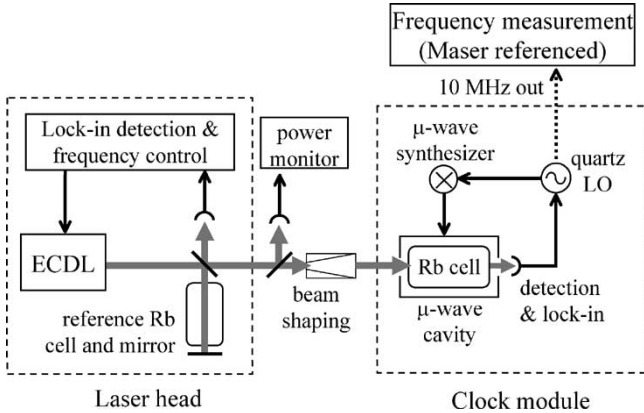 Frequency measurement
(Maser referenced)
10 MHz out
Lock-in detection &
frequency control
power
monitor
μ-wave
synthesizer
quartz
LO
ECDL
Rb cell
beam
shaping
reference Rb
cell and mirror
μ-wave
cavity
detection
& lock-in
Laser head
Clock module